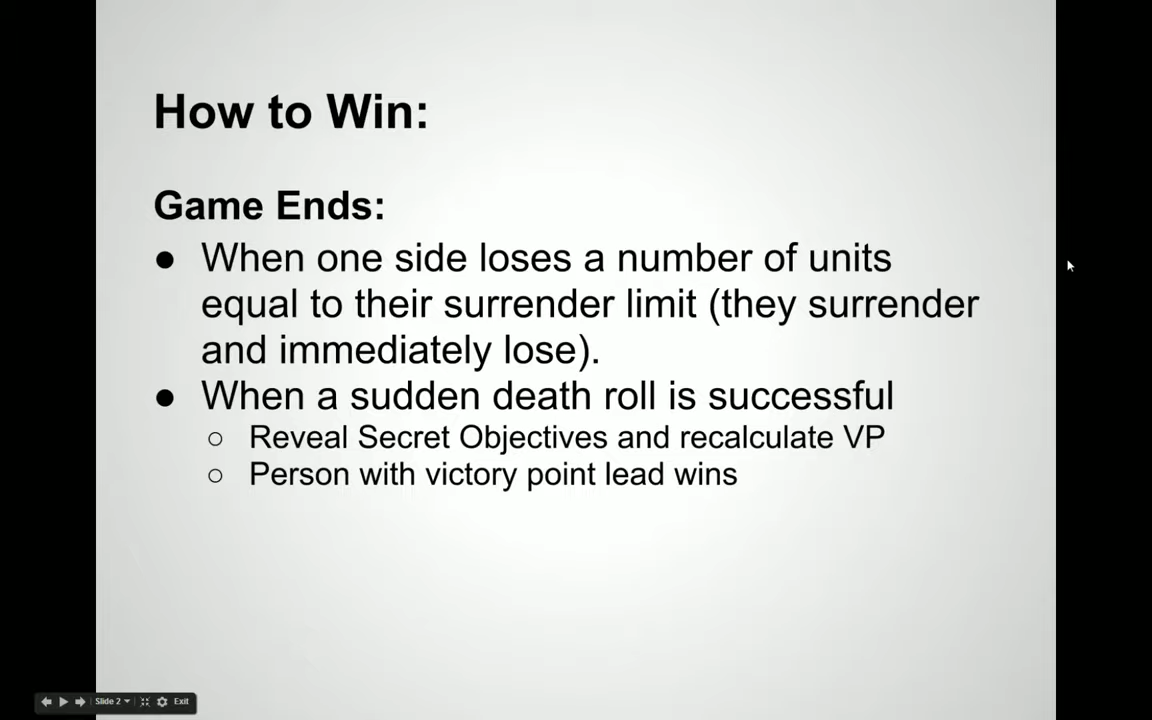 How to Win:
Game Ends:
● When one side loses a number of units
equal to their surrender limit (they surrender
and immediately lose).
● When a sudden death roll is successful
○ Reveal Secret Objectives and recalculate VP
○ Person with victory point lead wins
Slide 2 Exit